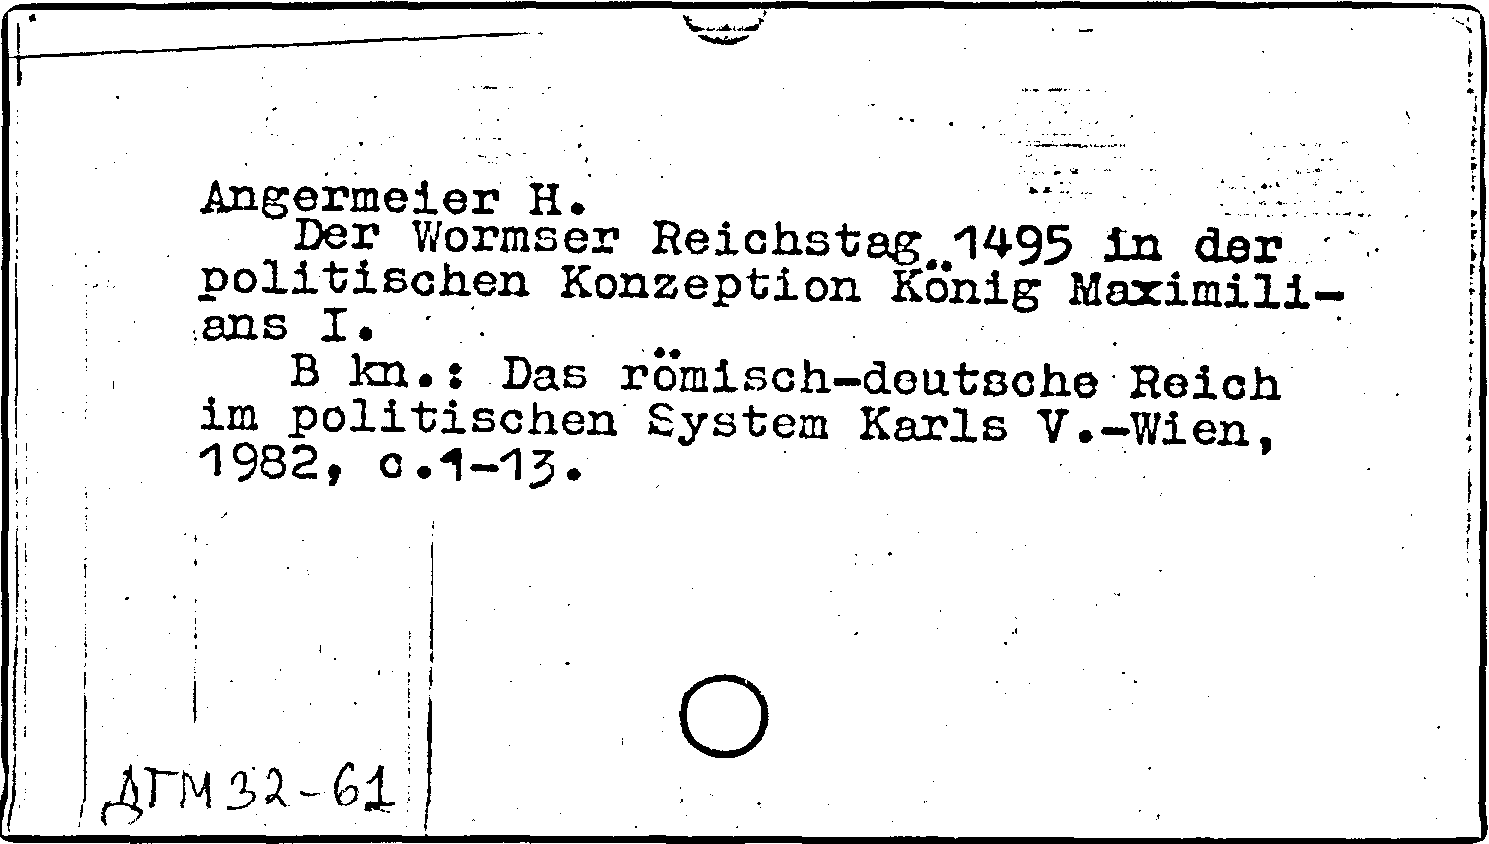 Angermeier H.
Der Wormser Reichstag 1495 in der
politischen Konzeption König Maximili-
ans I.
В kn.: Das römisch-deutsche Reich
im politischen System Karls V.-Wien,
1982, c.1-13.
ДГМ 32-61